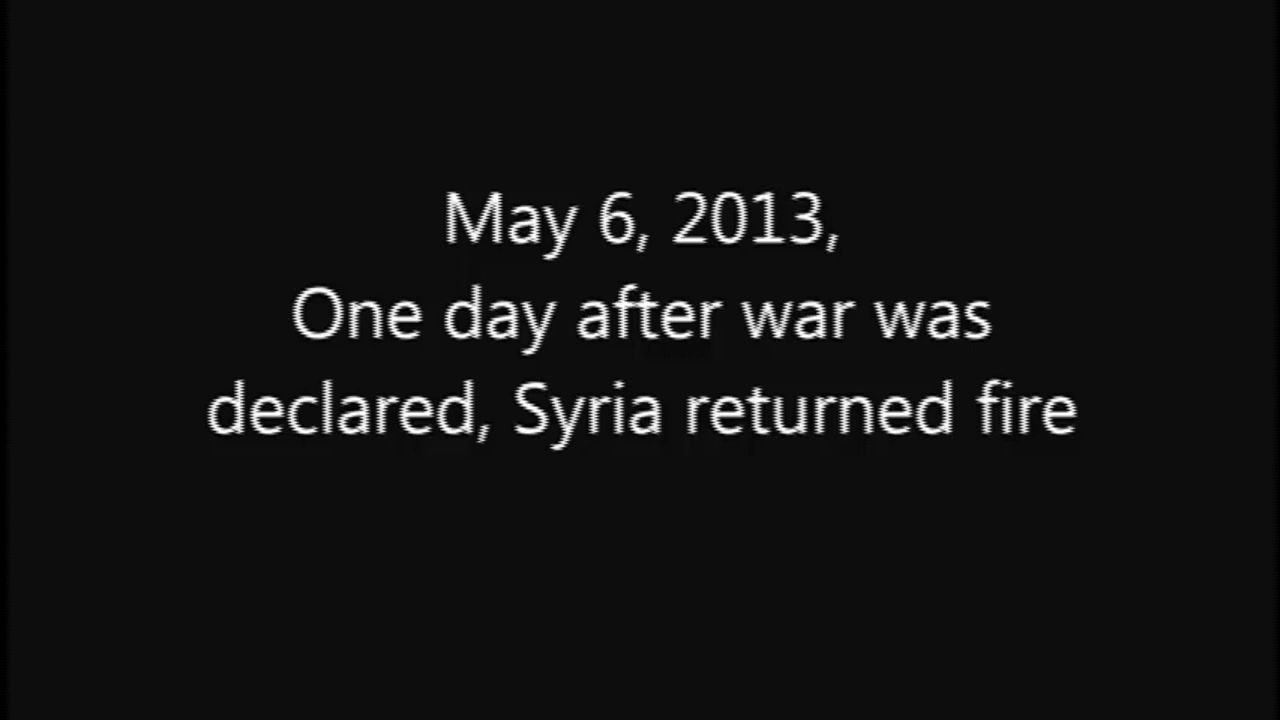 May 6, 2013,
One day after war was
declared, Syria returned fire